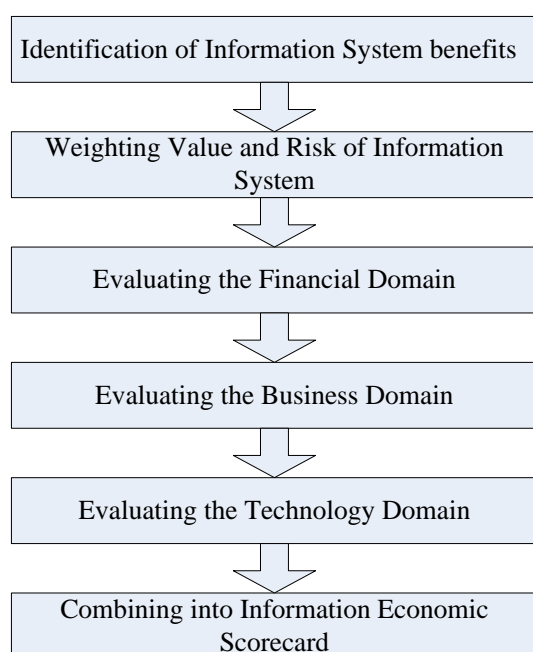 Identification of Information System benefits
Weighting Value and Risk of Information
System
Evaluating the Financial Domain
Evaluating the Business Domain
Evaluating the Technology Domain
Combining into Information Economic
Scorecard